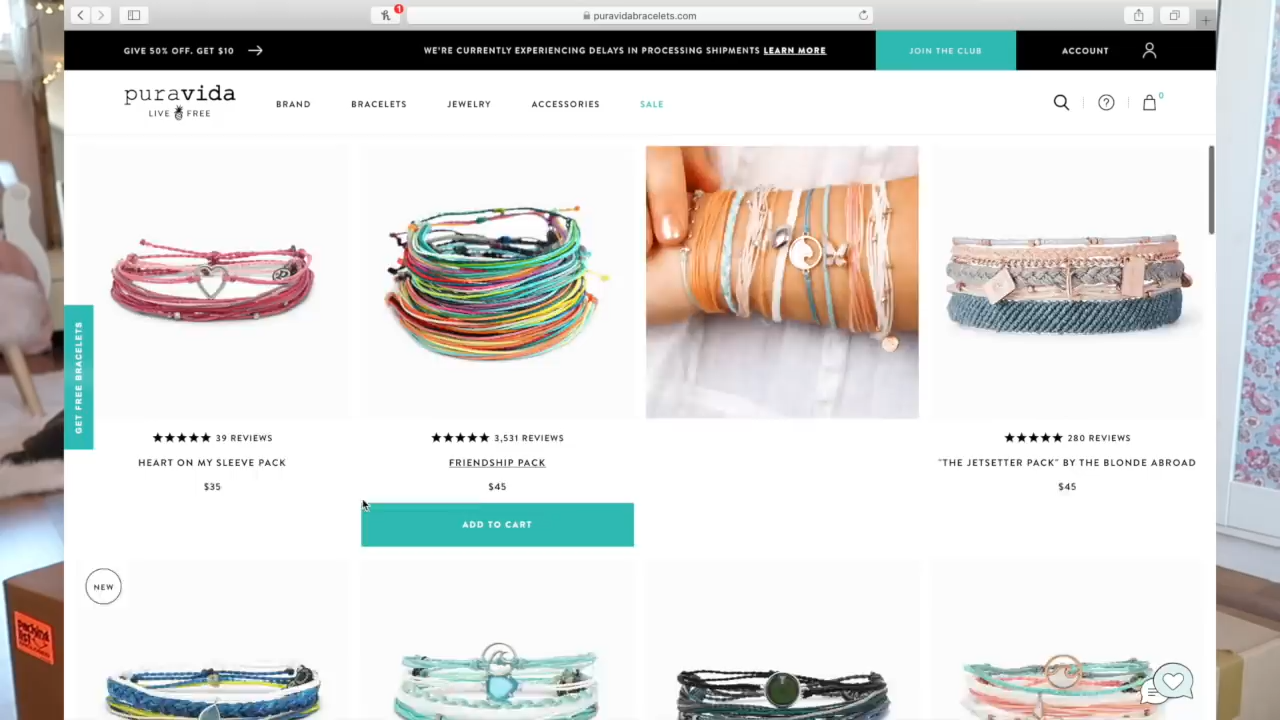 puravidabracelets.com
1
GIVE 50% OFF. GET $10
WE'RE CURRENTLY EXPERIENCING DELAYS IN PROCESSING SHIPMENTS LEARN MORE
JOIN THE CLUB
ACCOUNT
puravida
LIVE FREE
BRAND
BRACELETS
JEWELRY
ACCESSORIES
SALE
0
GET FREE BRACELETS
39 REVIEWS
HEART ON MY SLEEVE PACK
$35
3,531 REVIEWS
FRIENDSHIP PACK
$45
ADD TO CART
280 REVIEWS
"THE JETSETTER PACK" BY THE BLONDE ABROAD
$45
NEW